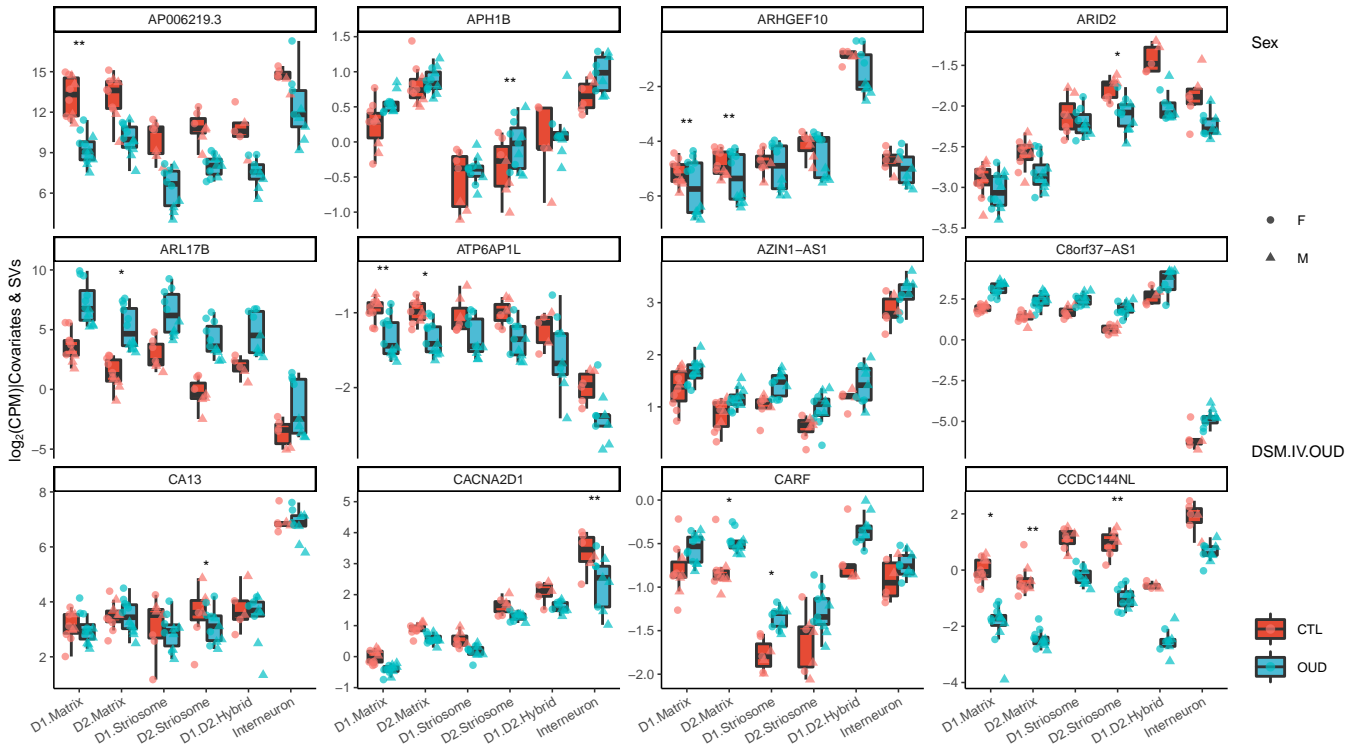 AP006219.3
APH1B
ARHGEF10
ARID2
15
12
9
6
**
1.5
1.0
0.5
0.0
−0.5
−1.0
**
−2
−4
−6
**
**
−1.5
−2.0
−2.5
−3.0
−3.5
*
Sex
F
M
ARL17B
ATP6AP1L
AZIN1−AS1
C8orf37−AS1
log2(CPM)|Covariates & SVs
10
5
0
−5
*
−1
−2
**
*
3
2
1
2.5
0.0
−2.5
−5.0
DSM.IV.OUD
CTL
OUD
CA13
CACNA2D1
CARF
CCDC144NL
8
6
4
2
*
5
4
3
2
1
0
−1
**
0.0
−0.5
−1.0
−1.5
−2.0
*
*
2
0
−2
−4
*
**
**
D1.Matrix
D2.Matrix
D1.Striosome
D2.Striosome
D1.D2.Hybrid
Interneuron
D1.Matrix
D2.Matrix
D1.Striosome
D2.Striosome
D1.D2.Hybrid
Interneuron
D1.Matrix
D2.Matrix
D1.Striosome
D2.Striosome
D1.D2.Hybrid
Interneuron
D1.Matrix
D2.Matrix
D1.Striosome
D2.Striosome
D1.D2.Hybrid
Interneuron